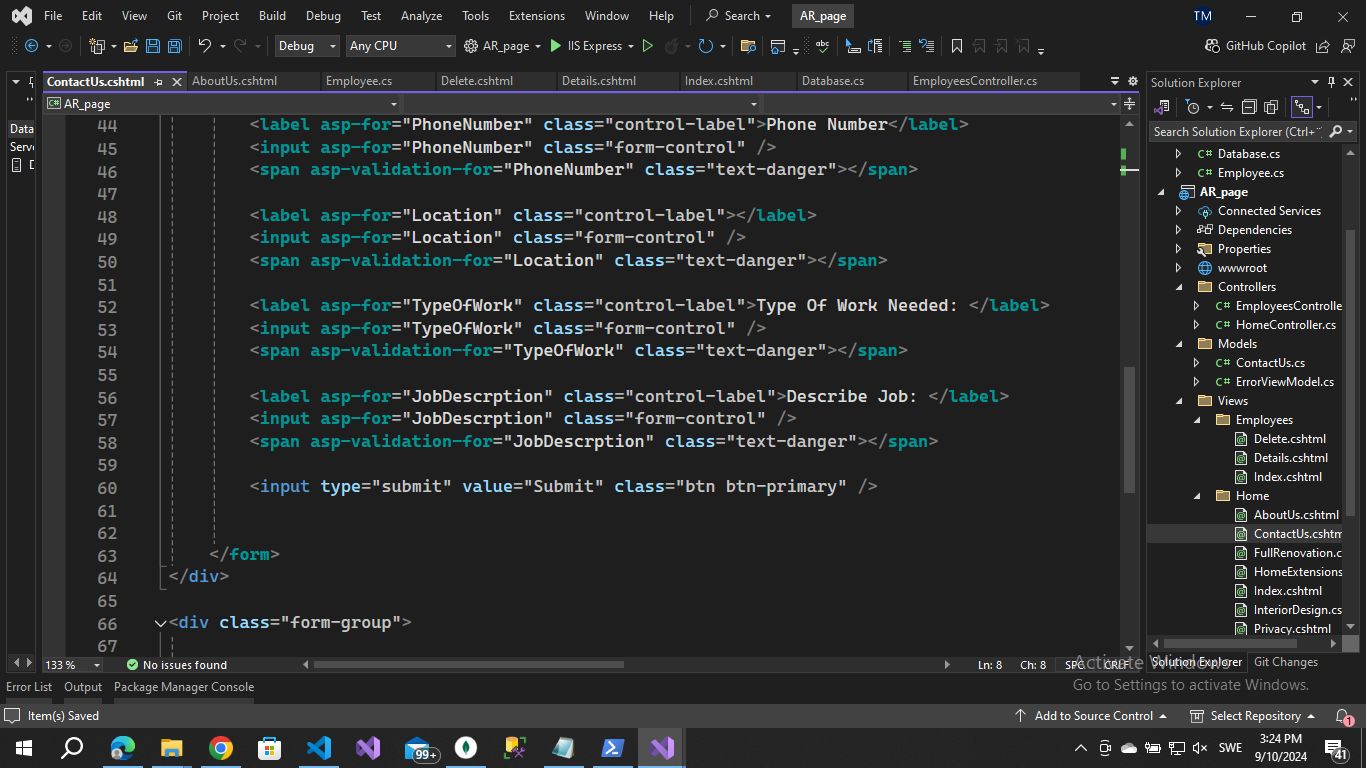 File Edit View Git Project Build Debug Test Analyze Tools Extensions Window Help Search AR_page TM
Debug Any CPU AR_page IIS Express GitHub Copilot
ContactUs.cshtml AboutUs.cshtml Employee.cs Delete.cshtml Details.cshtml Index.cshtml Database.cs EmployeesController.cs
AR_page
Data
Serve
44 <label asp-for="PhoneNumber" class="control-label">Phone Number</label>
45 <input asp-for="PhoneNumber" class="form-control" />
46 <span asp-validation-for="PhoneNumber" class="text-danger"></span>
47
48 <label asp-for="Location" class="control-label"></label>
49 <input asp-for="Location" class="form-control" />
50 <span asp-validation-for="Location" class="text-danger"></span>
51
52 <label asp-for="TypeOfWork" class="control-label">Type Of Work Needed: </label>
53 <input asp-for="TypeOfWork" class="form-control" />
54 <span asp-validation-for="TypeOfWork" class="text-danger"></span>
55
56 <label asp-for="JobDescrption" class="control-label">Describe Job: </label>
57 <input asp-for="JobDescrption" class="form-control" />
58 <span asp-validation-for="JobDescrption" class="text-danger"></span>
59
60 <input type="submit" value="Submit" class="btn btn-primary" />
61
62
63 </form>
64 </div>
65
66 <div class="form-group">
67
133 % No issues found Ln: 8 Ch: 8 SPC CRLF
Solution Explorer
Search Solution Explorer (Ctrl+
C# Database.cs
C# Employee.cs
AR_page
Connected Services
Dependencies
Properties
wwwroot
Controllers
C# EmployeesControlle
C# HomeController.cs
Models
C# ContactUs.cs
C# ErrorViewModel.cs
Views
Employees
Delete.cshtml
Details.cshtml
Index.cshtml
Home
AboutUs.cshtml
ContactUs.cshtm
FullRenovation.c
HomeExtensions
Index.cshtml
InteriorDesign.cs
Privacy.cshtml
Solution Explorer Git Changes
Activate Windows
Go to Settings to activate Windows.
Error List Output Package Manager Console
Item(s) Saved Add to Source Control Select Repository 1
99+ SWE 3:24 PM
9/10/2024 41